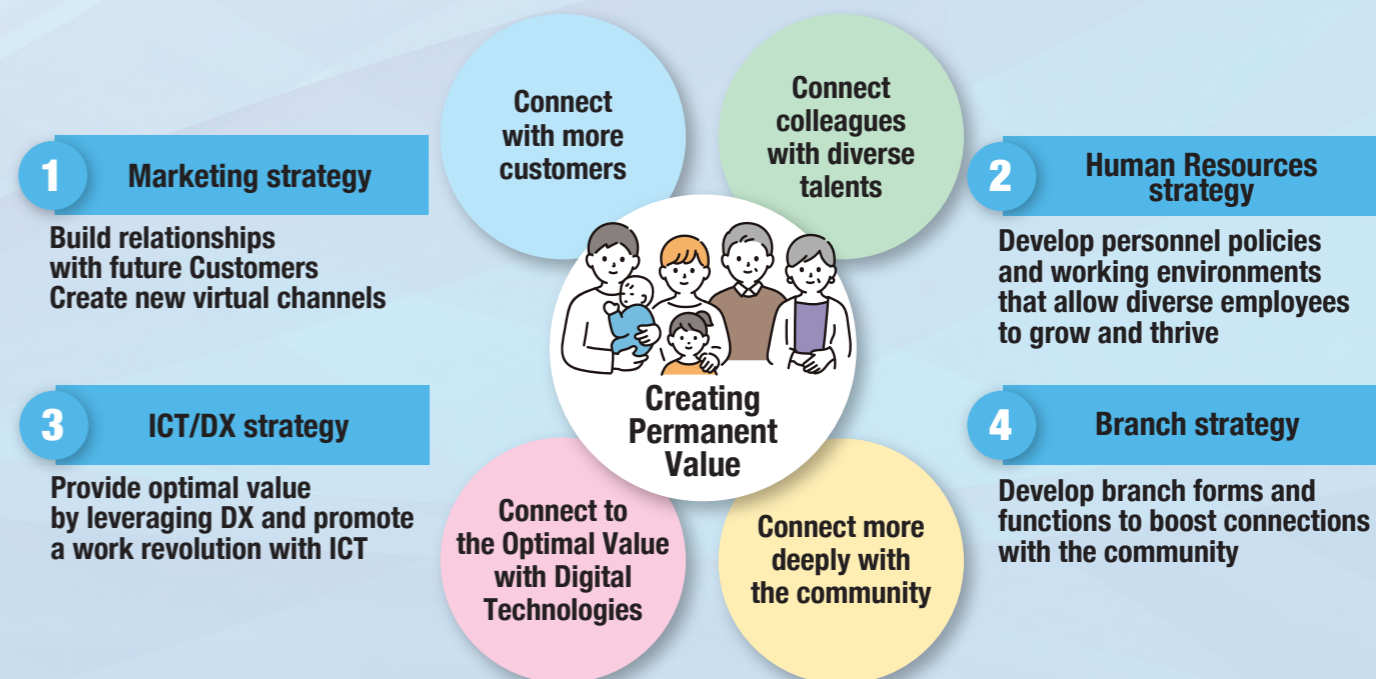 Connect
with more
customers
Connect
colleagues
with diverse
talents
1
Marketing strategy
Build relationships
with future Customers
Create new virtual channels
2
Human Resources
strategy
Develop personnel policies
and working environments
that allow diverse employees
to grow and thrive
Creating
Permanent
Value
3
ICT/DX strategy
Provide optimal value
by leveraging DX and promote
a work revolution with ICT
4
Branch strategy
Develop branch forms and
functions to boost connections
with the community
Connect to
the Optimal Value
with Digital
Technologies
Connect more
deeply with
the community